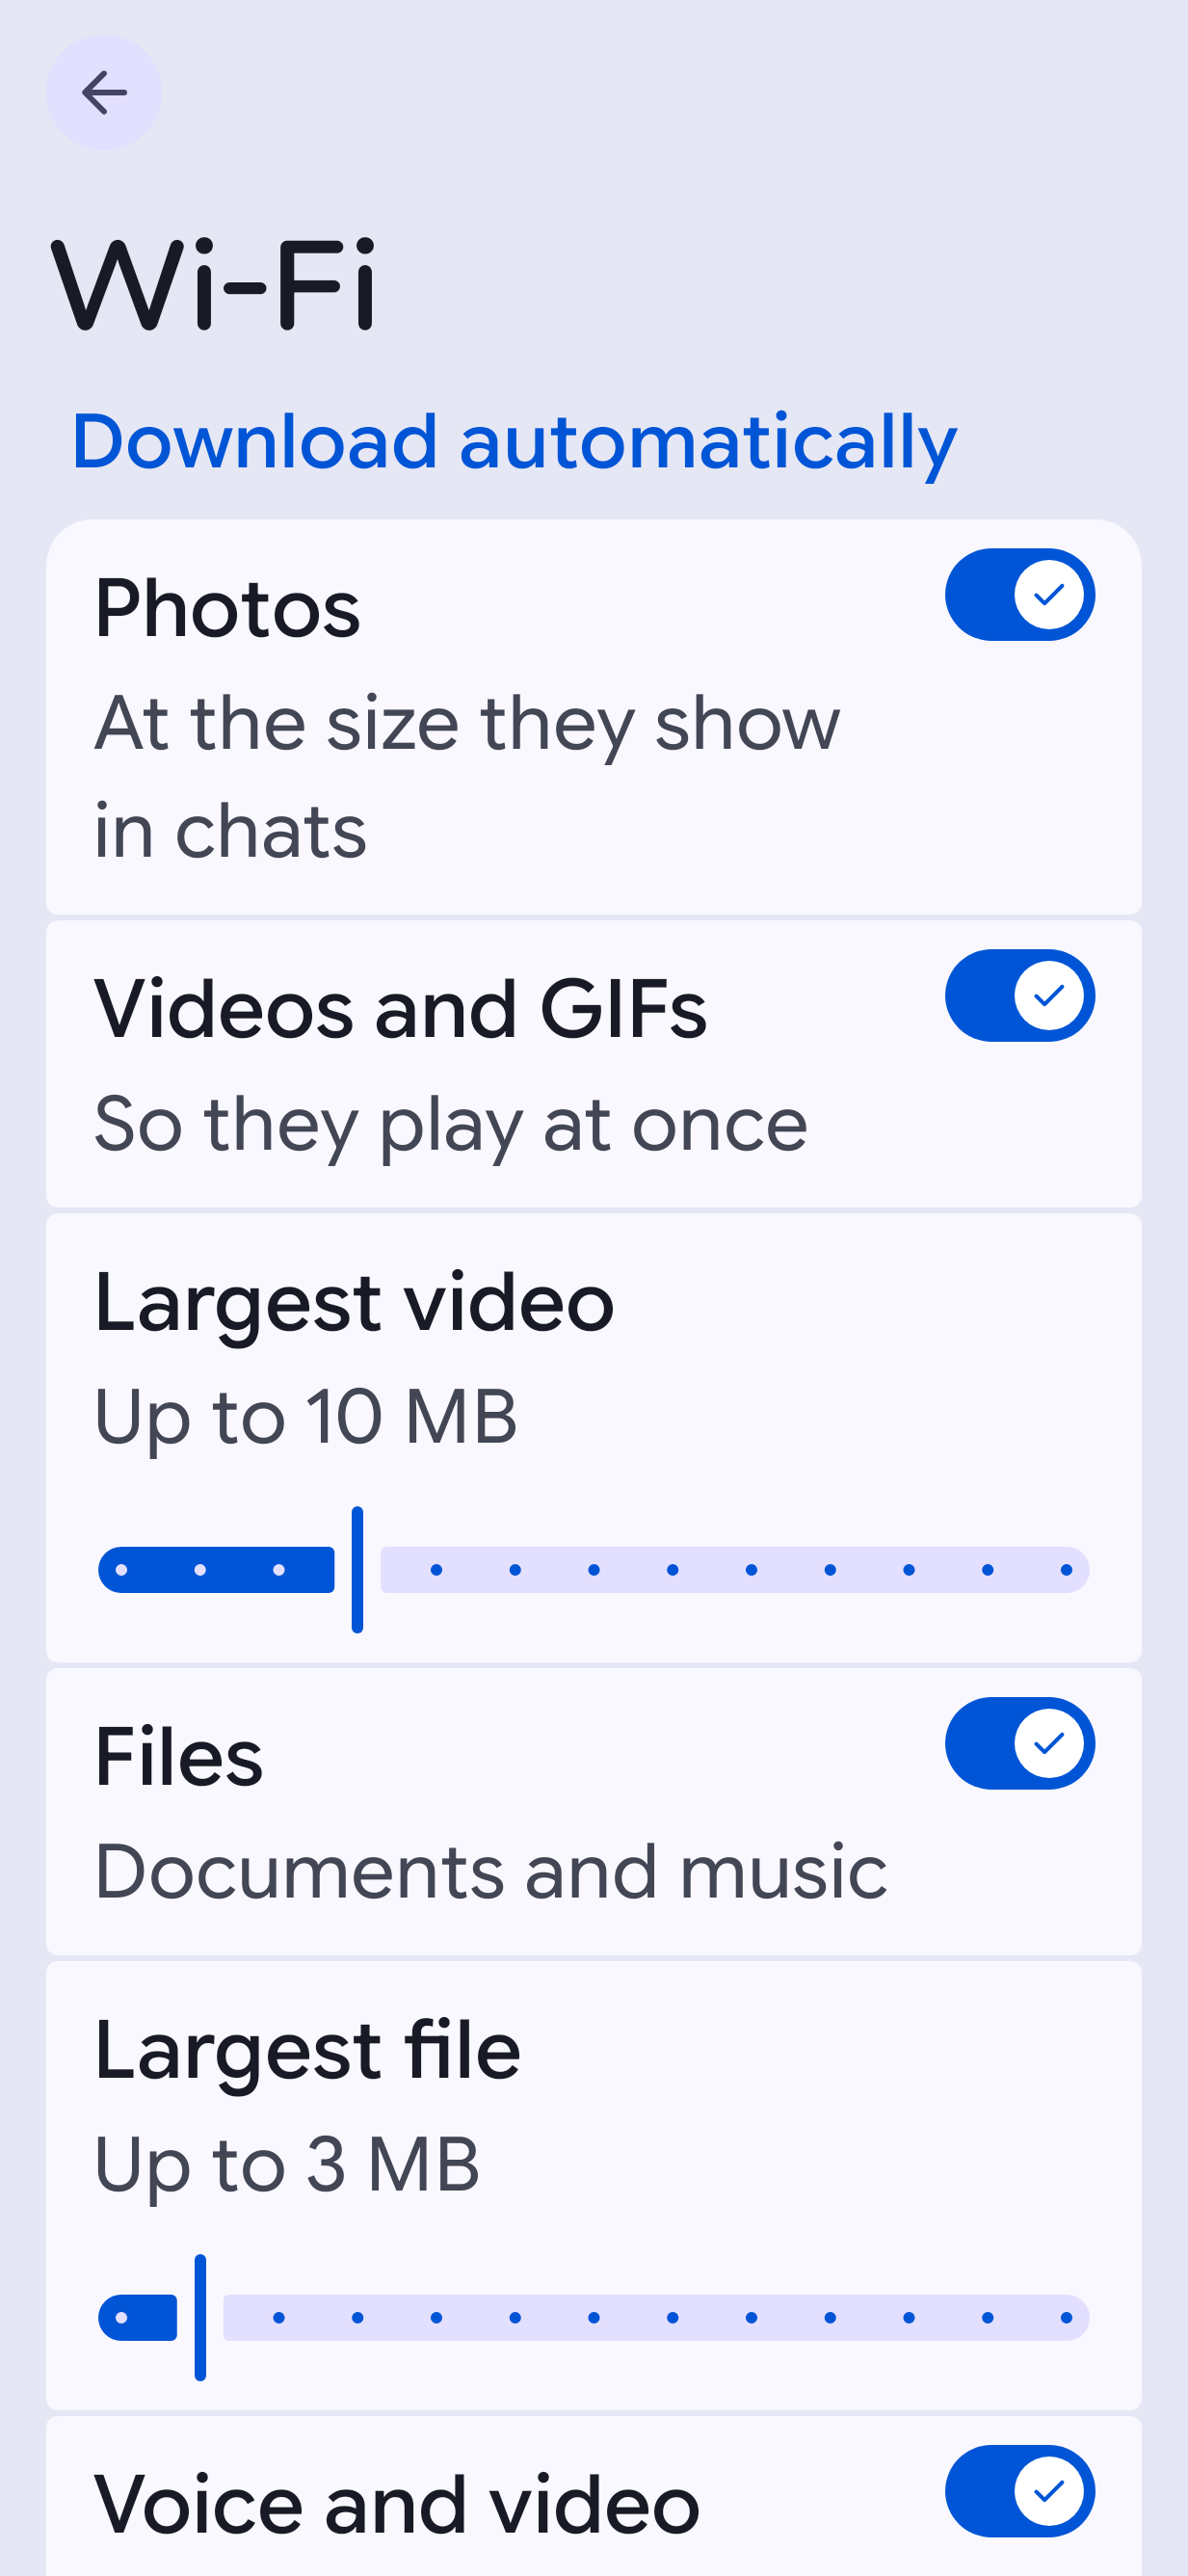 Wi-Fi
Download automatically
Photos
At the size they show
in chats
Videos and GIFs
So they play at once
Largest video
Up to 10 MB
Files
Documents and music
Largest file
Up to 3 MB
Voice and video